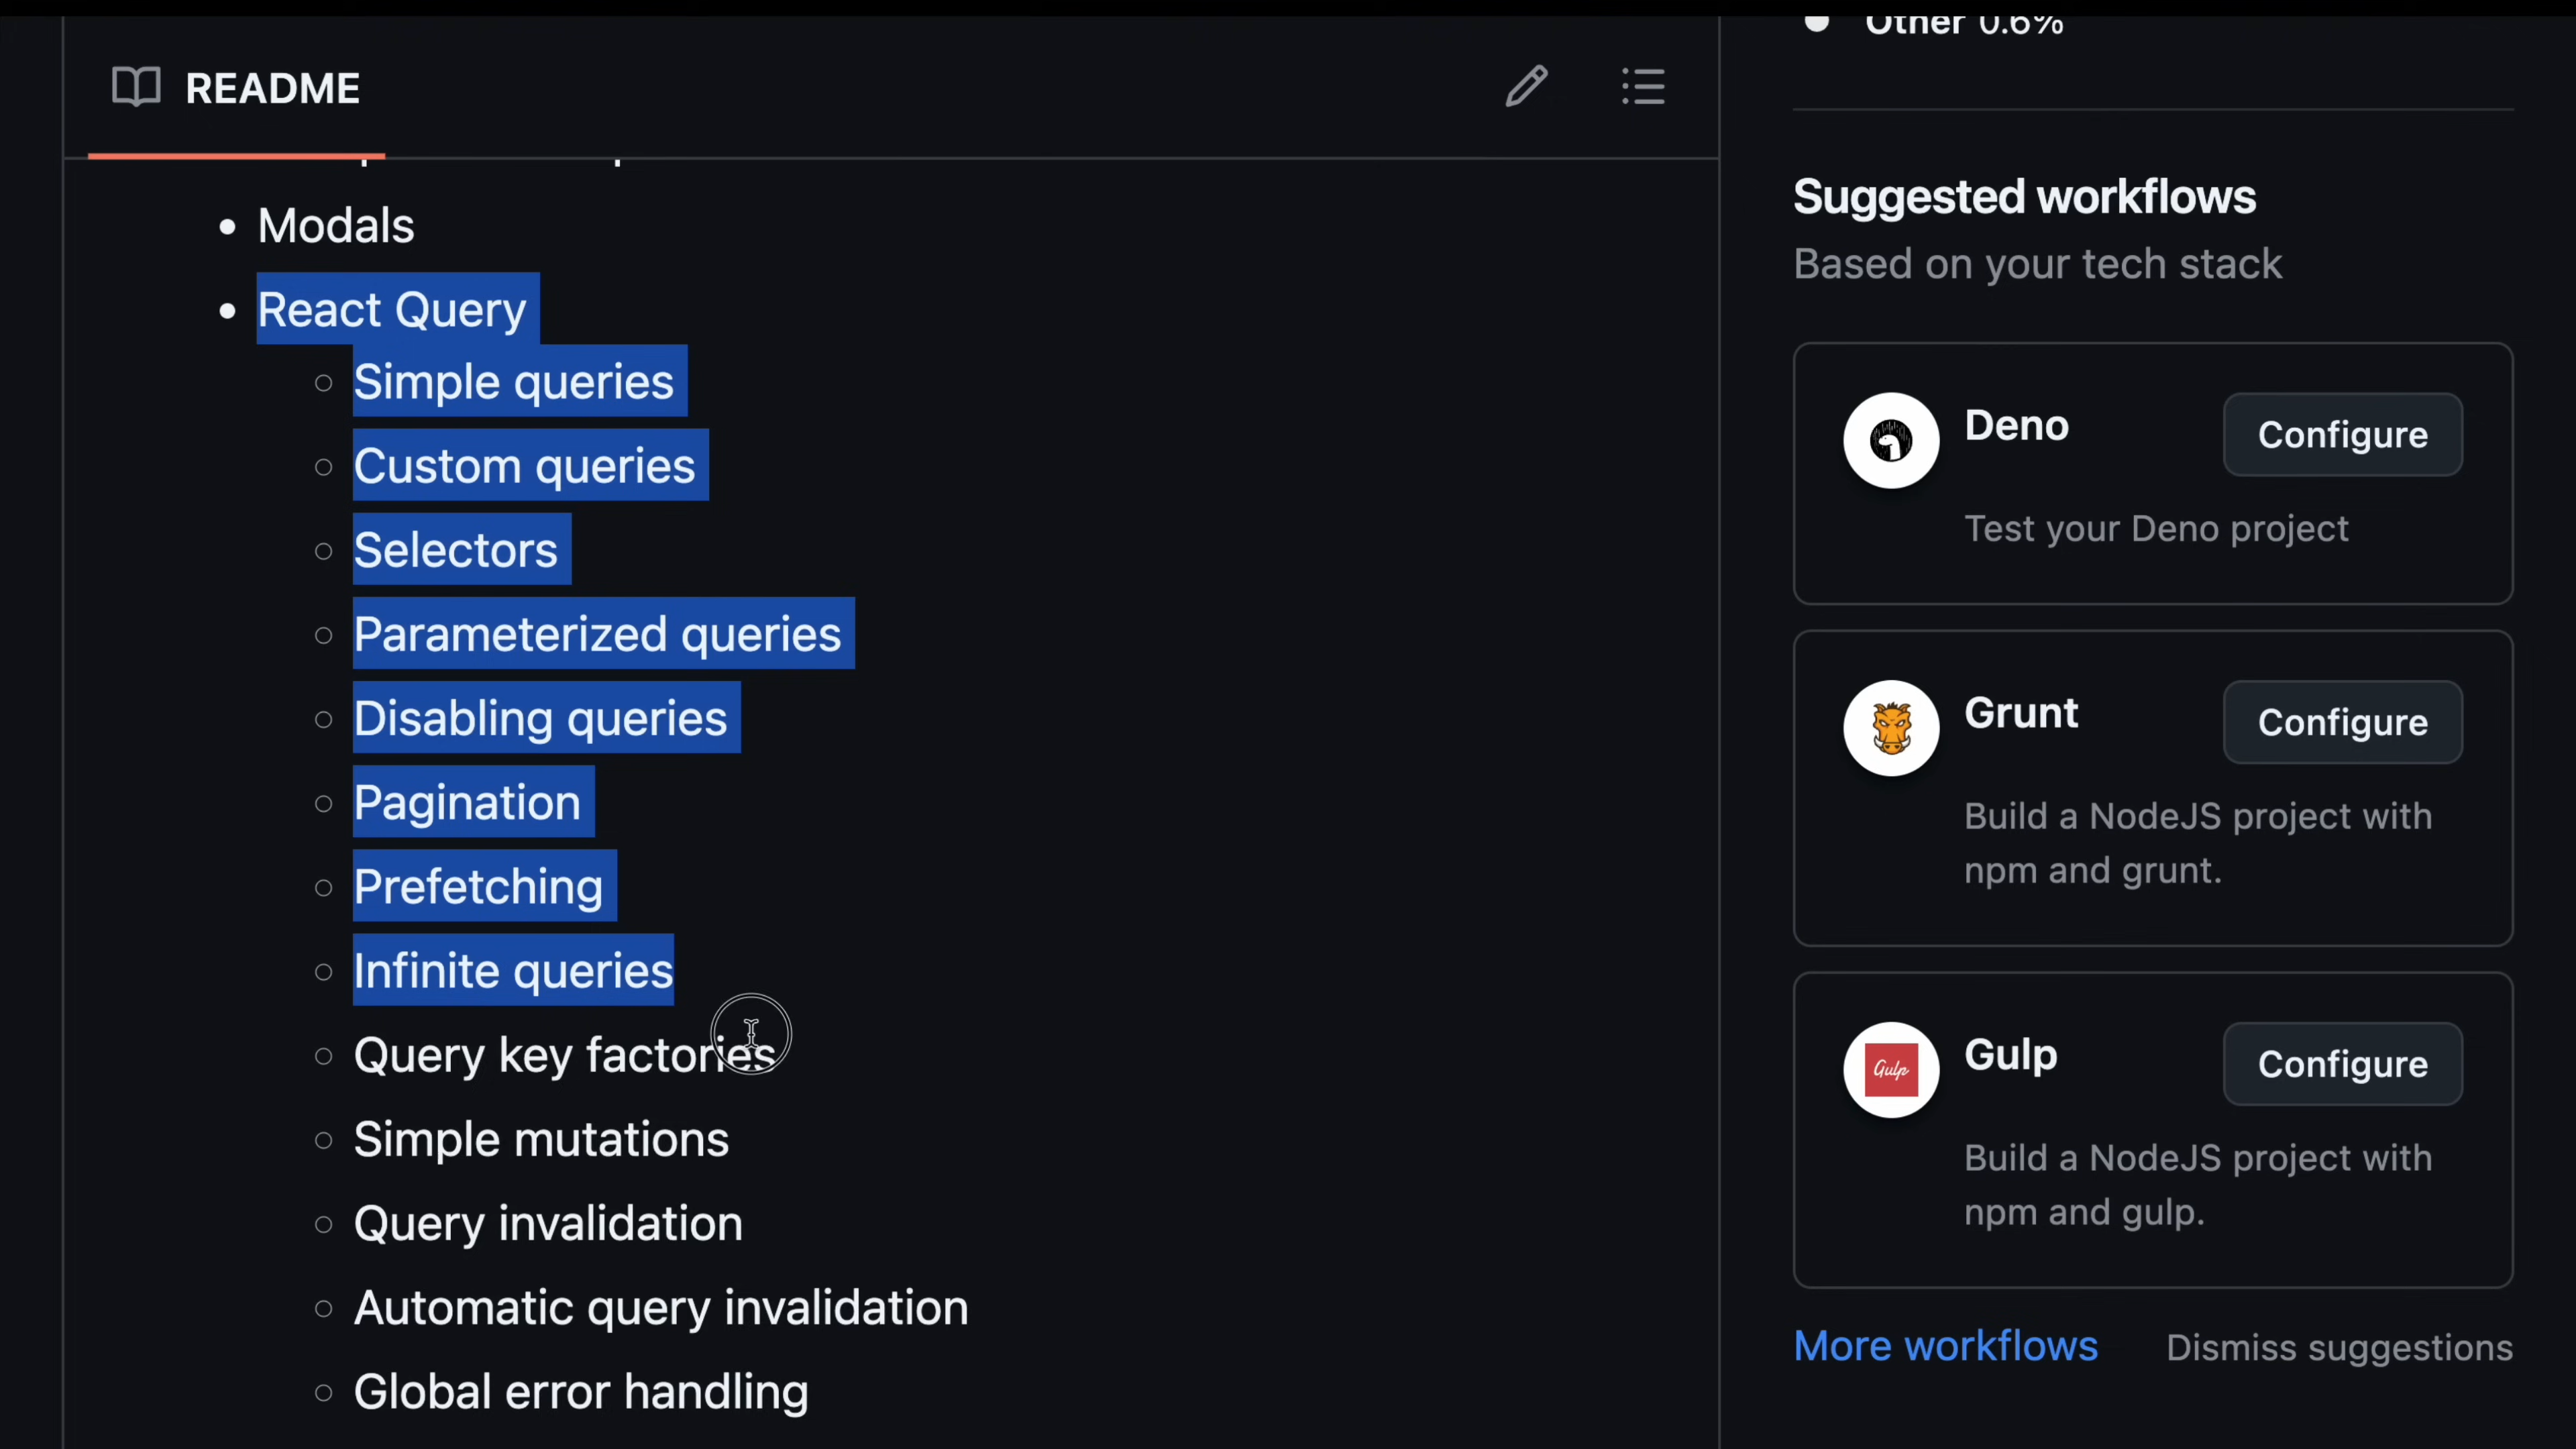 README
Modals
React Query
Simple queries
Custom queries
Selectors
Parameterized queries
Disabling queries
Pagination
Prefetching
Infinite queries
Query key factories
Simple mutations
Query invalidation
Automatic query invalidation
Global error handling
Other 0.6%
Suggested workflows
Based on your tech stack
Deno
Configure
Test your Deno project
Grunt
Configure
Build a NodeJS project with
npm and grunt.
Gulp
Gulp
Configure
Build a NodeJS project with
npm and gulp.
More workflows
Dismiss suggestions